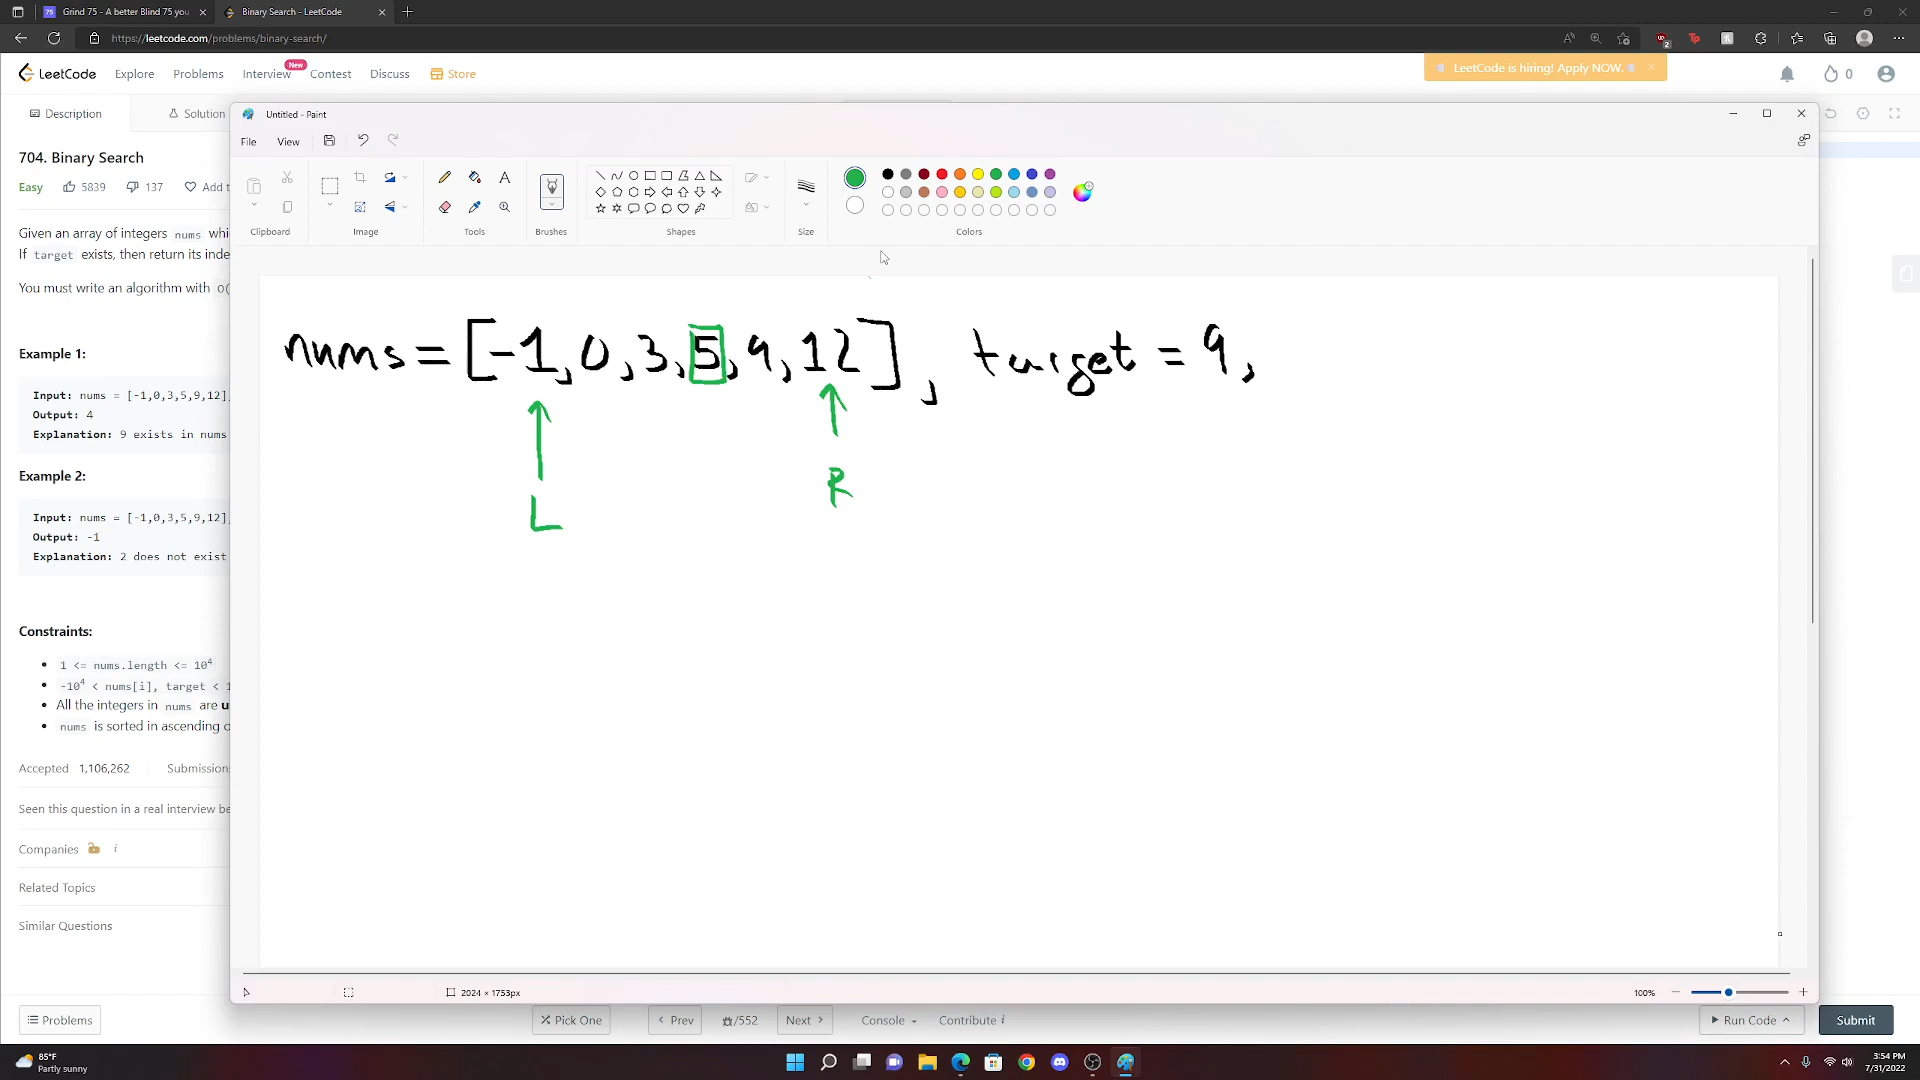 Grind 75 - A better Blind 75 you
Binary Search - LeetCode
https://leetcode.com/problems/binary-search/
LeetCode
Explore
Problems
Interview
New
Contest
Discuss
Store
LeetCode is hiring! Apply NOW.
0
Description
Solution
704. Binary Search
Easy
5839
137
Add t
Given an array of integers nums whi
If target exists, then return its inde
You must write an algorithm with O(
Example 1:
Input: nums = [-1,0,3,5,9,12]
Output: 4
Explanation: 9 exists in nums
Example 2:
Input: nums = [-1,0,3,5,9,12]
Output: -1
Explanation: 2 does not exist
Constraints:
1 <= nums.length <= 10⁴
-10⁴ < nums[i], target < 1
All the integers in nums are u
nums is sorted in ascending o
Accepted 1,106,262
Submission
Seen this question in a real interview be
Companies i
Related Topics
Similar Questions
Untitled - Paint
File
View
Clipboard
Image
Tools
Brushes
Shapes
Size
Colors
nums = [-1,0,3,5,9,12], target = 9,
L
R
2024 × 1753px
100%
Problems
Pick One
Prev
/552
Next
Console
Contribute i
Run Code
Submit
85°F
Partly sunny
3:54 PM
7/31/2022